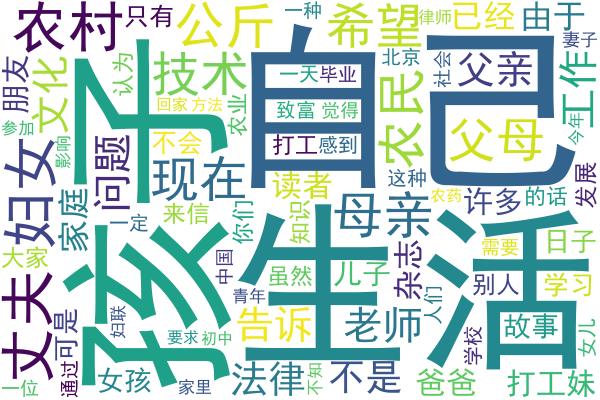 农村
只有
公斤
希望
一种
律师
已经
由于
妻子
朋友
文化
认为
技术
孩子
自己
农民
北京
社会
父亲
工作
参加
影响
回家
方法
农业
一天
毕业
致富
觉得
打工
感到
不会
父母
今年
妇女
问题
现在
读者
母亲
这种
农药
许多
的话
发展
家庭
一定
来信
你们
知识
生活
杂志
人们
需要
日子
大家
中国
虽然
儿子
别人
学习
丈夫
可是
通过
妇联
青年
要求
初中
告诉
老师
学校
故事
女儿
一位
女孩
家里
法律
不知
不是
爸爸
打工妹